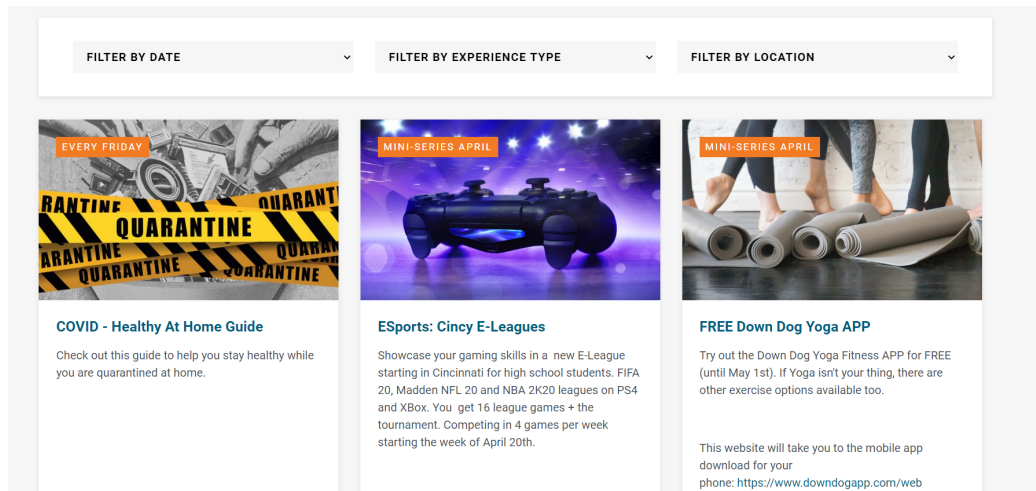 FILTER BY DATE
FILTER BY EXPERIENCE TYPE
FILTER BY LOCATION
EVERY FRIDAY
RANTINE
QUARANT
QUARANTINE
ARANTINE
QUARAN
QUARANTINE
QUARANTINE
COVID - Healthy At Home Guide
Check out this guide to help you stay healthy while
you are quarantined at home.
MINI-SERIES APRIL
ESports: Cincy E-Leagues
Showcase your gaming skills in a  new E-League
starting in Cincinnati for high school students. FIFA
20, Madden NFL 20 and NBA 2K20 leagues on PS4
and XBox. You  get 16 league games + the
tournament. Competing in 4 games per week
starting the week of April 20th.
MINI-SERIES APRIL
FREE Down Dog Yoga APP
Try out the Down Dog Yoga Fitness APP for FREE
(until May 1st). If Yoga isn't your thing, there are
other exercise options available too.
This website will take you to the mobile app
download for your
phone: https://www.downdogapp.com/web